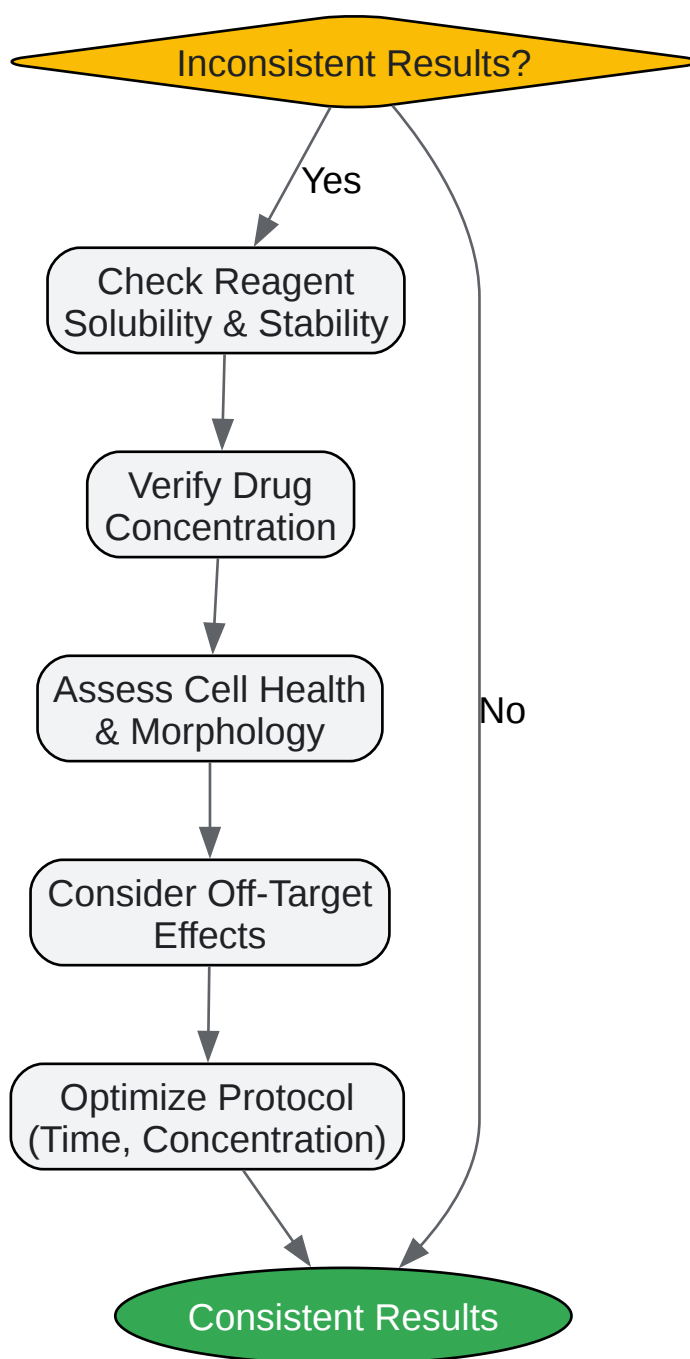 Inconsistent Results?
Yes
Check Reagent
Solubility & Stability
Verify Drug
Concentration
Assess Cell Health
& Morphology
No
Consider Off-Target
Effects
Optimize Protocol
(Time, Concentration)
Consistent Results